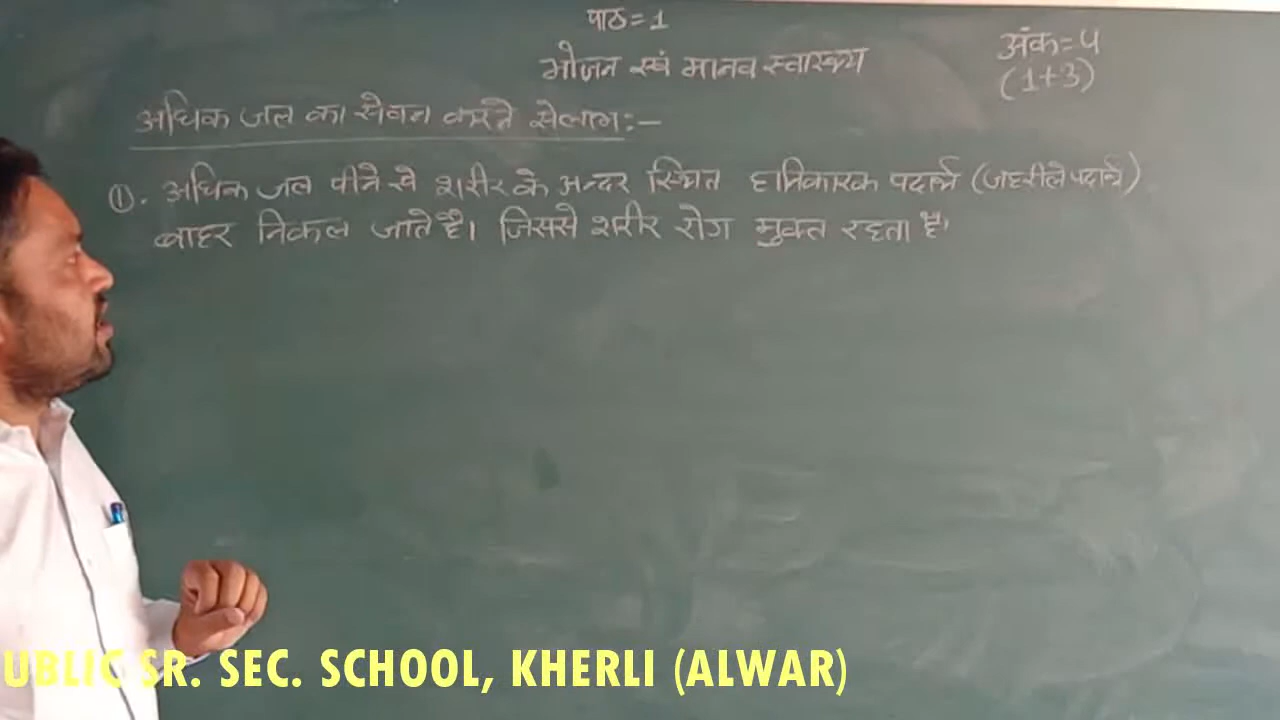 पाठ=1
भोजन एवं मानव स्वास्थ्य
अंक=4
(1+3)
अधिक जल का सेवन करने से लाभ:-
①. अधिक जल पीने से शरीर के अन्दर स्थित हानिकारक पदार्थ (जहरीले पदार्थ)
बाहर निकल जाते है। जिससे शरीर रोग मुक्त रहता है,
UBLIC SR. SEC. SCHOOL, KHERLI (ALWAR)